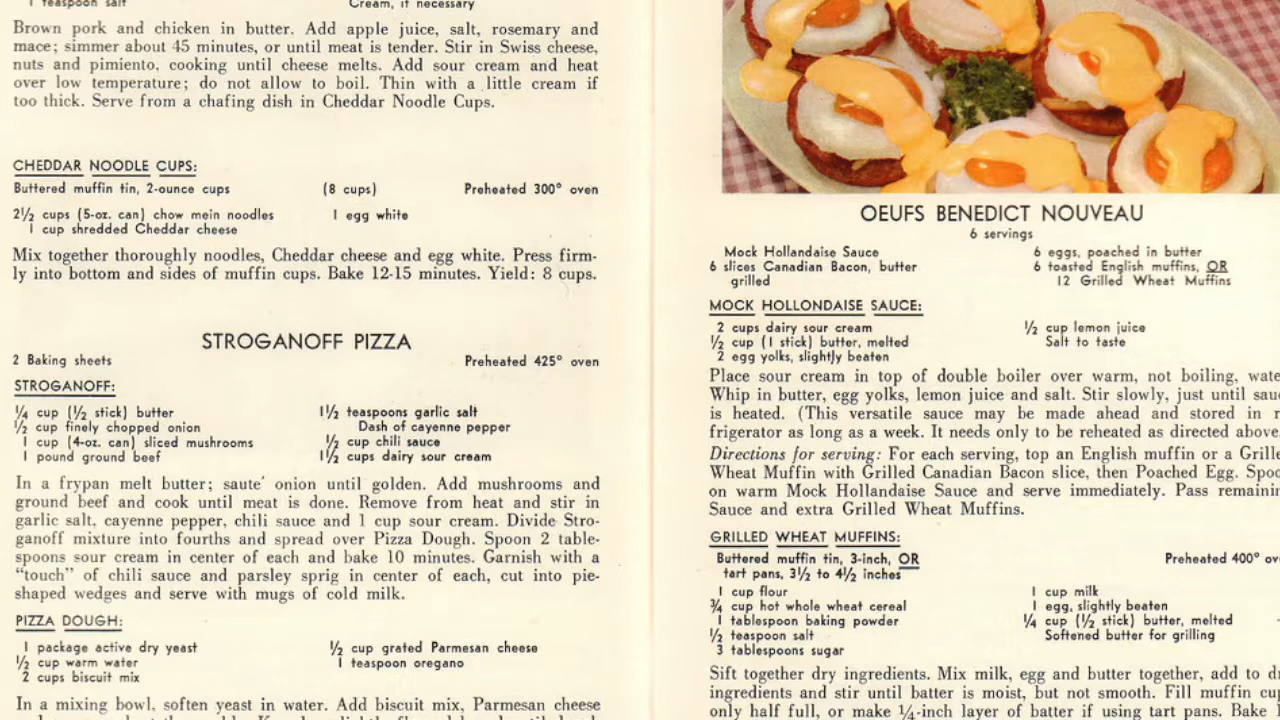 1 teaspoon salt
Cream, if necessary
Brown pork and chicken in butter. Add apple juice, salt, rosemary and
mace; simmer about 45 minutes, or until meat is tender. Stir in Swiss cheese,
nuts and pimiento, cooking until cheese melts. Add sour cream and heat
over low temperature; do not allow to boil. Thin with a little cream if
too thick. Serve from a chafing dish in Cheddar Noodle Cups.
CHEDDAR NOODLE CUPS:
Buttered muffin tin, 2-ounce cups (8 cups) Preheated 300° oven
2½ cups (5-oz. can) chow mein noodles
1 cup shredded Cheddar cheese
1 egg white
Mix together thoroughly noodles, Cheddar cheese and egg white. Press firm-
ly into bottom and sides of muffin cups. Bake 12-15 minutes. Yield: 8 cups.
STROGANOFF PIZZA
2 Baking sheets Preheated 425° oven
STROGANOFF:
¼ cup (½ stick) butter
½ cup finely chopped onion
1 cup (4-oz. can) sliced mushrooms
1 pound ground beef
1½ teaspoons garlic salt
Dash of cayenne pepper
½ cup chili sauce
1½ cups dairy sour cream
In a frypan melt butter; saute' onion until golden. Add mushrooms and
ground beef and cook until meat is done. Remove from heat and stir in
garlic salt, cayenne pepper, chili sauce and 1 cup sour cream. Divide Stro-
ganoff mixture into fourths and spread over Pizza Dough. Spoon 2 table-
spoons sour cream in center of each and bake 10 minutes. Garnish with a
"touch" of chili sauce and parsley sprig in center of each, cut into pie-
shaped wedges and serve with mugs of cold milk.
PIZZA DOUGH:
1 package active dry yeast
½ cup warm water
2 cups biscuit mix
½ cup grated Parmesan cheese
1 teaspoon oregano
In a mixing bowl, soften yeast in water. Add biscuit mix, Parmesan cheese
OEUFS BENEDICT NOUVEAU
6 servings
Mock Hollandaise Sauce
6 slices Canadian Bacon, butter
grilled
6 eggs, poached in butter
6 toasted English muffins, OR
12 Grilled Wheat Muffins
MOCK HOLLONDAISE SAUCE:
2 cups dairy sour cream
½ cup (1 stick) butter, melted
2 egg yolks, slightly beaten
½ cup lemon juice
Salt to taste
Place sour cream in top of double boiler over warm, not boiling, wate
Whip in butter, egg yolks, lemon juice and salt. Stir slowly, just until sau
is heated. (This versatile sauce may be made ahead and stored in r
frigerator as long as a week. It needs only to be reheated as directed above.
Directions for serving: For each serving, top an English muffin or a Grille
Wheat Muffin with Grilled Canadian Bacon slice, then Poached Egg. Spoo
on warm Mock Hollandaise Sauce and serve immediately. Pass remainin
Sauce and extra Grilled Wheat Muffins.
GRILLED WHEAT MUFFINS:
Buttered muffin tin, 3-inch, OR
tart pans, 3½ to 4½ inches
Preheated 400° ov
1 cup flour
¾ cup hot whole wheat cereal
1 tablespoon baking powder
½ teaspoon salt
3 tablespoons sugar
1 cup milk
1 egg, slightly beaten
¼ cup (½ stick) butter, melted
Softened butter for grilling
Sift together dry ingredients. Mix milk, egg and butter together, add to d
ingredients and stir until batter is moist, but not smooth. Fill muffin cu
only half full, or make ¼-inch layer of batter if using tart pans. Bake 1